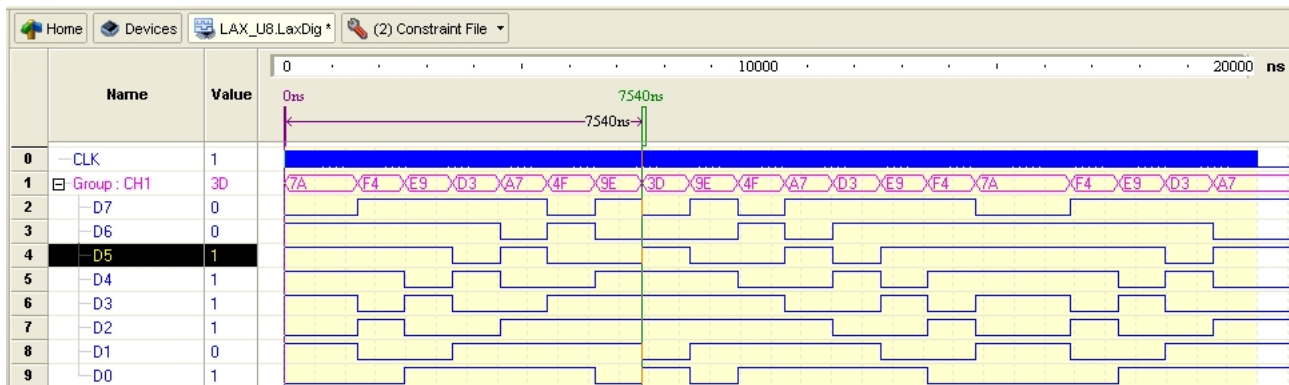 Home Devices LAX_U8.LaxDig * (2) Constraint File
0 10000 20000 ns
Name Value 0ns 7540ns
7540ns
0 CLK 1
1 Group : CH1 3D 7A F4 E9 D3 A7 4F 9E 3D 9E 4F A7 D3 E9 F4 7A F4 E9 D3 A7
2 D7 0
3 D6 0
4 D5 1
5 D4 1
6 D3 1
7 D2 1
8 D1 0
9 D0 1